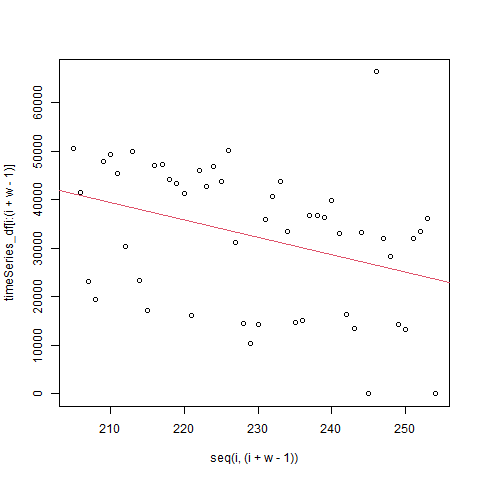 60000
50000
40000
30000
20000
10000
0
timeSeries_df[i:(i + w - 1)]
210 220 230 240 250
seq(i, (i + w - 1))